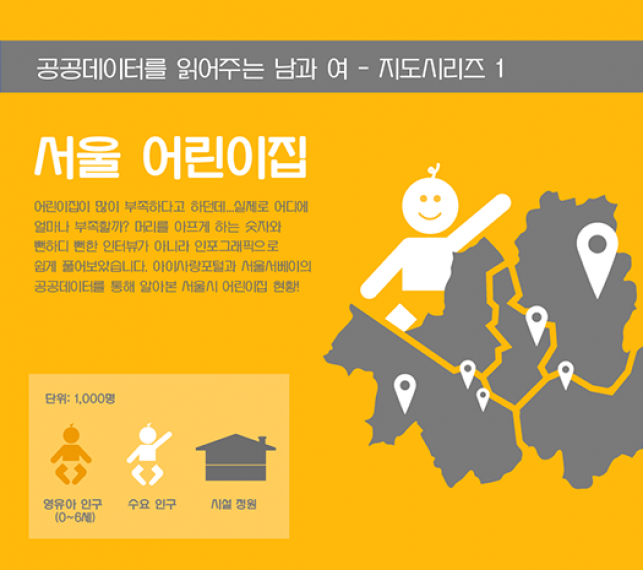 공공데이터를 읽어주는 남과 여 - 지도시리즈 1
서울 어린이집
어린이집이 많이 부족하다고 하던데...실제로 어디에
얼마나 부족할까? 머리를 아프게 하는 숫자와
뻔하디 뻔한 인터뷰가 아니라 인포그래픽으로
쉽게 풀어보았습니다. 아이사랑포털과 서울서베이의
공공데이터를 통해 알아본 서울시 어린이집 현황!
단위: 1,000명
영유아 인구 수요 인구 시설 정원
(0~6세)